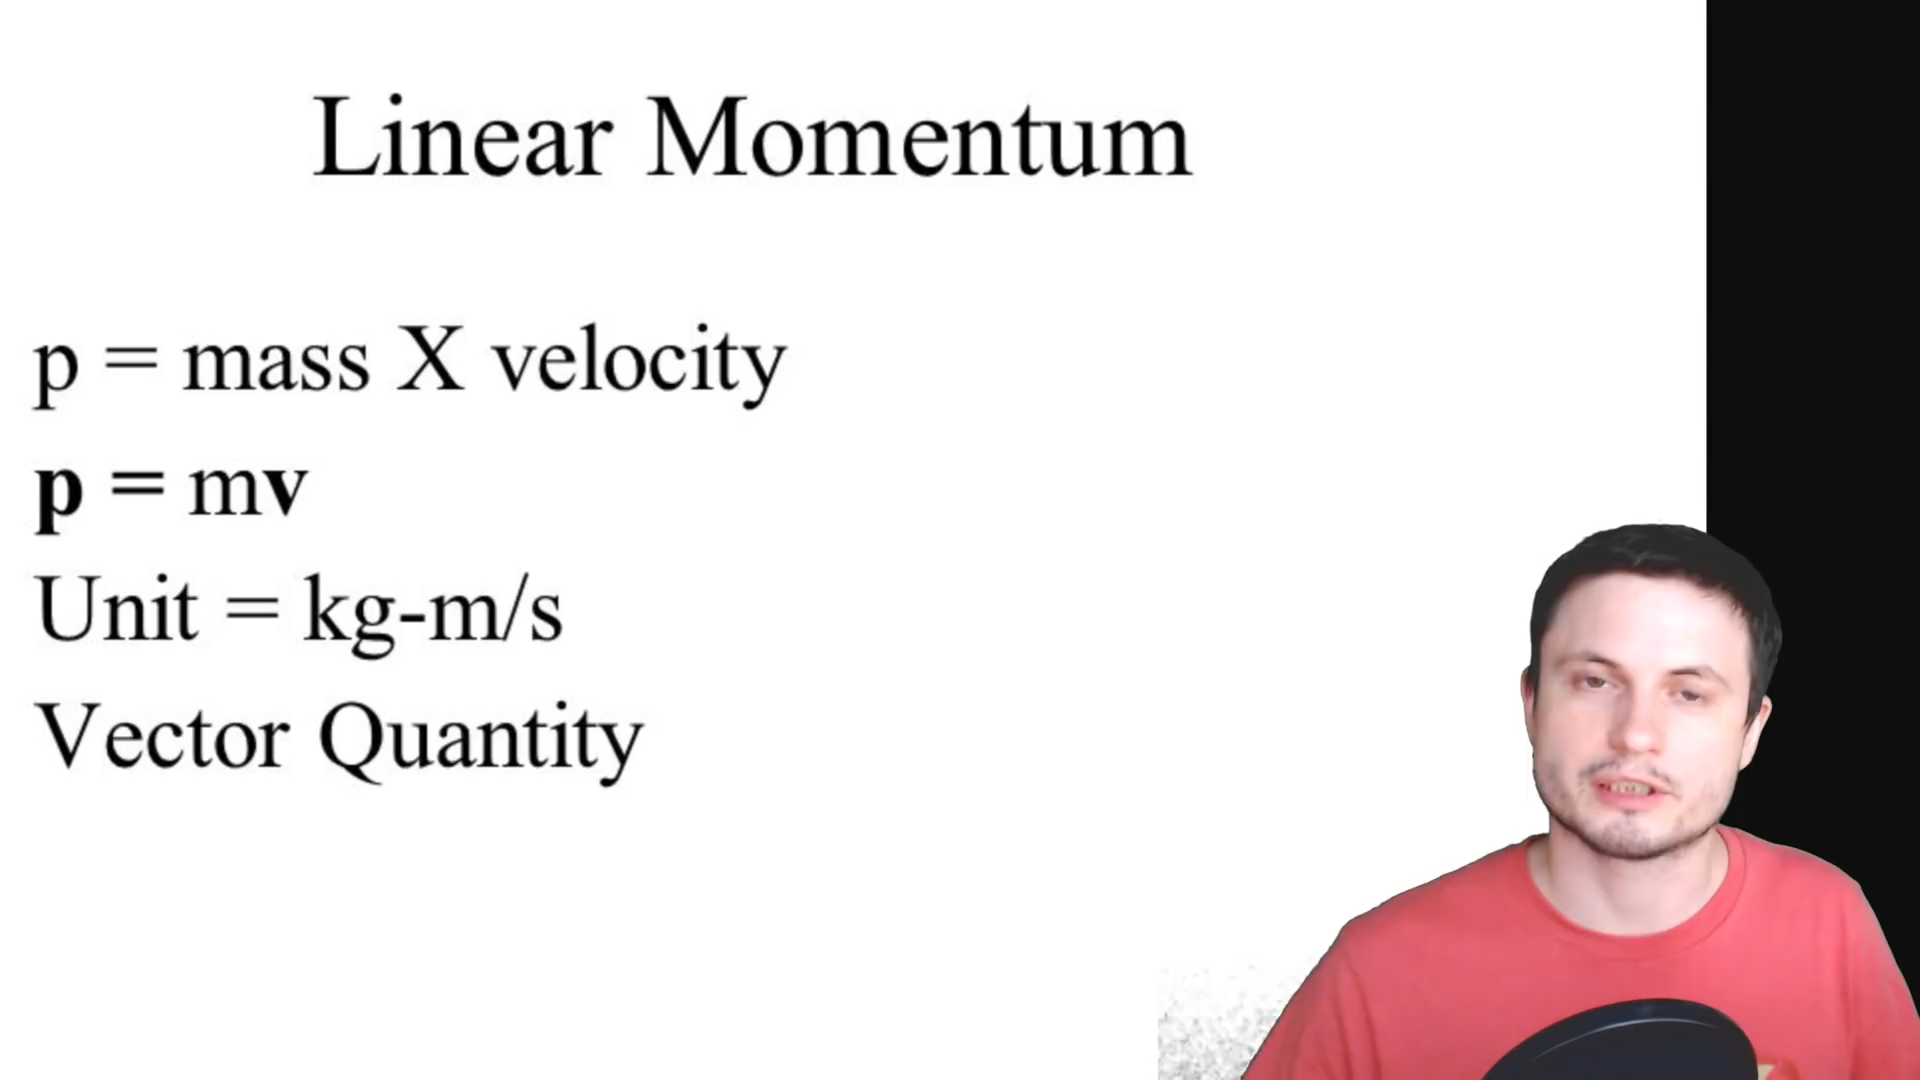 Linear Momentum
p = mass X velocity
p = mv
Unit = kg-m/s
Vector Quantity